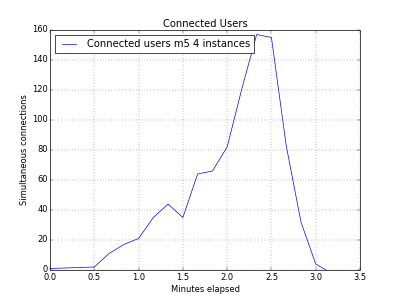 Connected Users
Connected users m5 4 instances
160
140
120
100
80
60
40
20
0
Simultaneous connections
0.0 0.5 1.0 1.5 2.0 2.5 3.0 3.5
Minutes elapsed